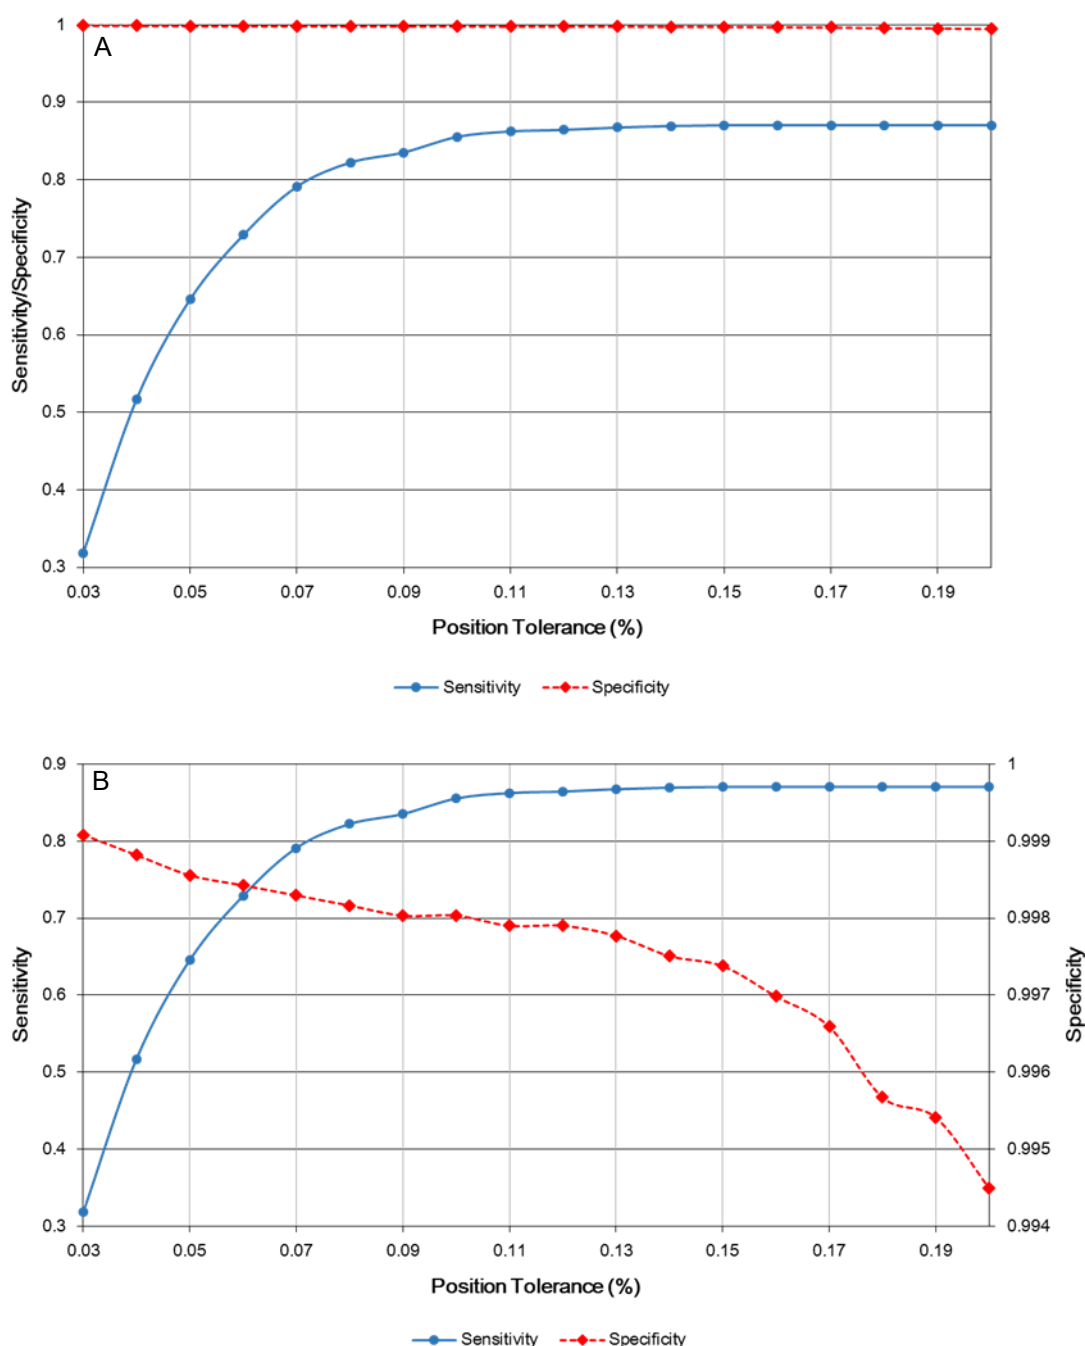 A
1
0.9
0.8
0.7
0.6
0.5
0.4
0.3
Sensitivity/Specificity
0.03 0.05 0.07 0.09 0.11 0.13 0.15 0.17 0.19
Position Tolerance (%)
Sensitivity Specificity
B
0.9 1
0.8 0.999
0.7 0.998
0.6 0.997
0.5 0.996
0.4 0.995
0.3 0.994
Sensitivity
Specificity
0.03 0.05 0.07 0.09 0.11 0.13 0.15 0.17 0.19
Position Tolerance (%)
Sensitivity Specificity